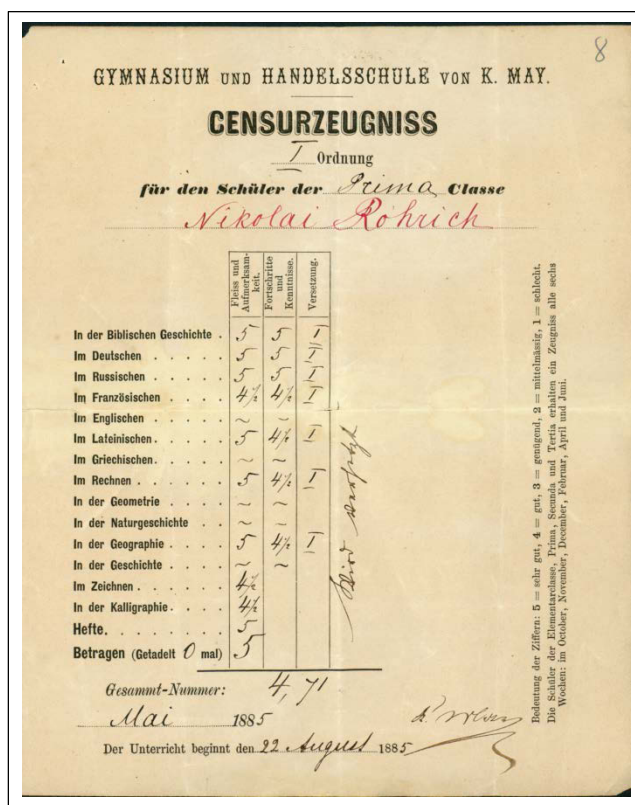 8
GYMNASIUM UND HANDELSSCHULE VON K. MAY.
CENSURZEUGNISS
I Ordnung
für den Schüler der Prima Classe
Nikolai Röhrich
Fleiss und Aufmerksamkeit. Fortschritte und Kenntnisse. Versetzung.
In der Biblischen Geschichte . 5 5 I
Im Deutschen . . . . . 5 5 I
Im Russischen . . . . . 5 5 I
Im Französischen . . . . 4½ 4½ I
Im Englischen . . . . . ~ ~
Im Lateinischen . . . . . 5 4½ I
Im Griechischen . . . . . ~ ~
Im Rechnen . . . . . 5 4½ I
In der Geometrie . . . . ~ ~
In der Naturgeschichte . . ~ ~
In der Geographie . . . . 5 4½ I
In der Geschichte . . . . ~ ~
Im Zeichnen . . . . . 4½
In der Kalligraphie . . . . 4½
Hefte . . . . . . . . 5
Betragen (Getadelt 0 mal) 5
Wird versetzt
Gesammt-Nummer: 4,71
Mai 1885
Der Unterricht beginnt den 22 August 1885
Bedeutung der Ziffern: 5 = sehr gut, 4 = gut, 3 = genügend, 2 = mittelmässig, 1 = schlecht.
Die Schüler der Elementarclasse, Prima, Secunda und Tertia erhalten ein Zeugniss alle sechs
Wochen: im October, November, December, Februar, April und Juni.